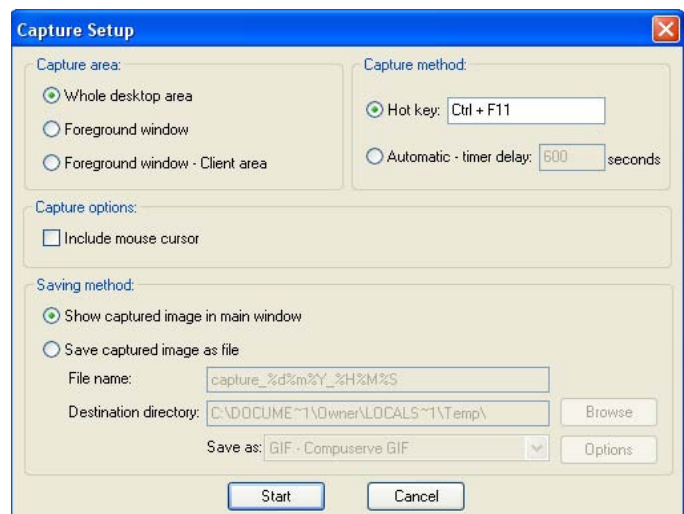 Capture Setup
Capture area:
Whole desktop area
Foreground window
Foreground window - Client area
Capture method:
Hot key: Ctrl + F11
Automatic - timer delay: 600 seconds
Capture options:
Include mouse cursor
Saving method:
Show captured image in main window
Save captured image as file
File name: capture_%d%m%Y_%H%M%S
Destination directory: C:\DOCUME~1\Owner\LOCALS~1\Temp\ Browse
Save as: GIF - Compuserve GIF Options
Start Cancel